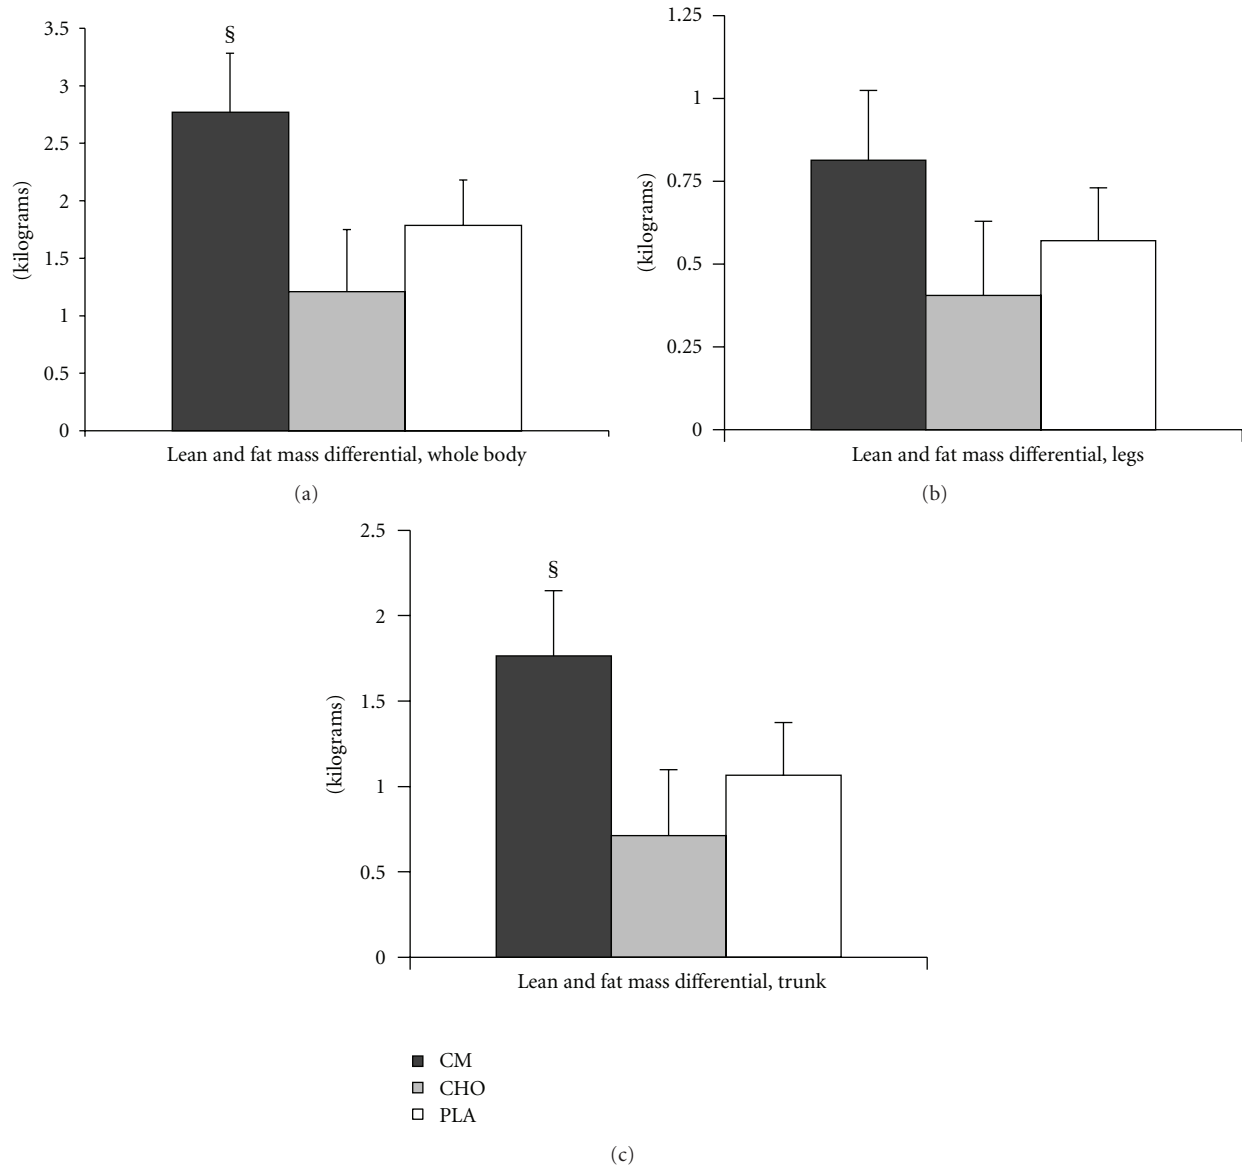 3.5
3
2.5
2
1.5
1
0.5
0
(kilograms)
§
Lean and fat mass differential, whole body
(a)
1.25
1
0.75
0.5
0.25
0
(kilograms)
Lean and fat mass differential, legs
(b)
2.5
2
1.5
1
0.5
0
(kilograms)
§
Lean and fat mass differential, trunk
CM
CHO
PLA
(c)